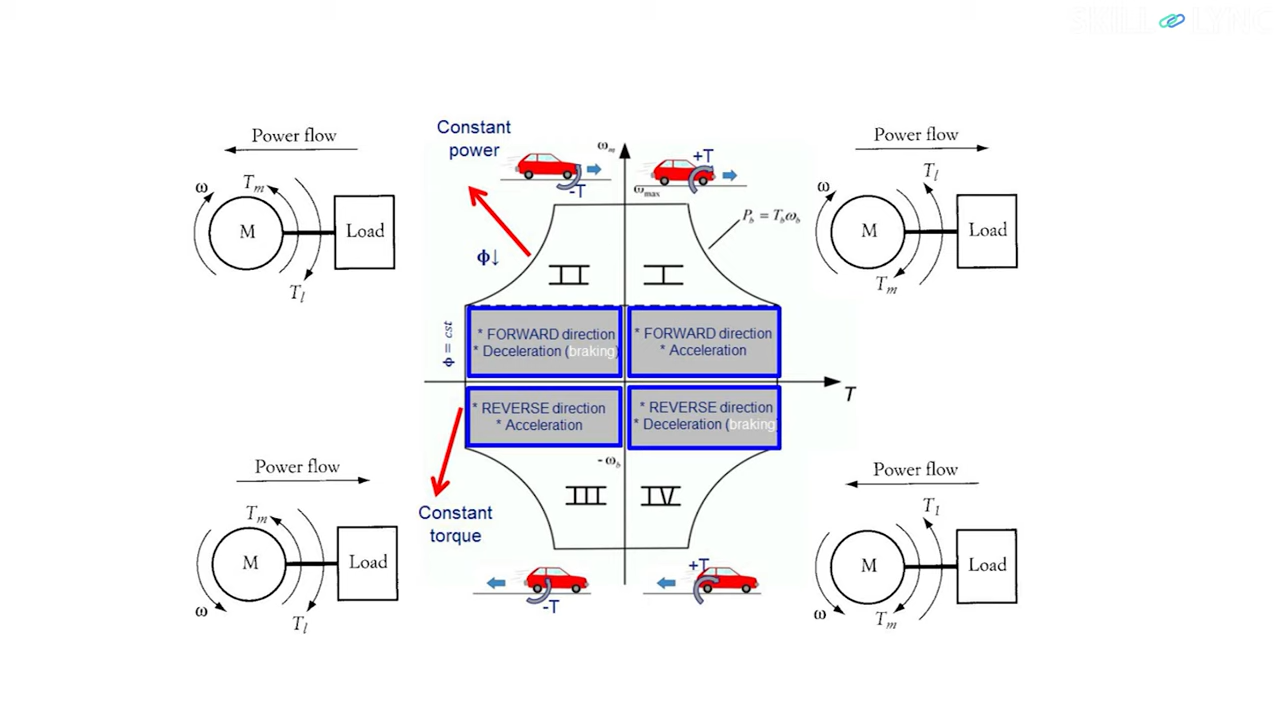 SKILL LYNC
Power flow
ω
T_m
M
Load
T_l
Constant
power
-T
ω_m
+T
ω_max
P_b = T_b ω_b
Power flow
T_l
ω
M
Load
T_m
Φ↓
II
I
Φ = cst
* FORWARD direction
* Deceleration (braking)
* FORWARD direction
* Acceleration
T
* REVERSE direction
* Acceleration
* REVERSE direction
* Deceleration (braking)
- ω_b
III
IV
Constant
torque
-T
+T
Power flow
T_m
M
Load
ω
T_l
Power flow
T_l
M
Load
ω
T_m